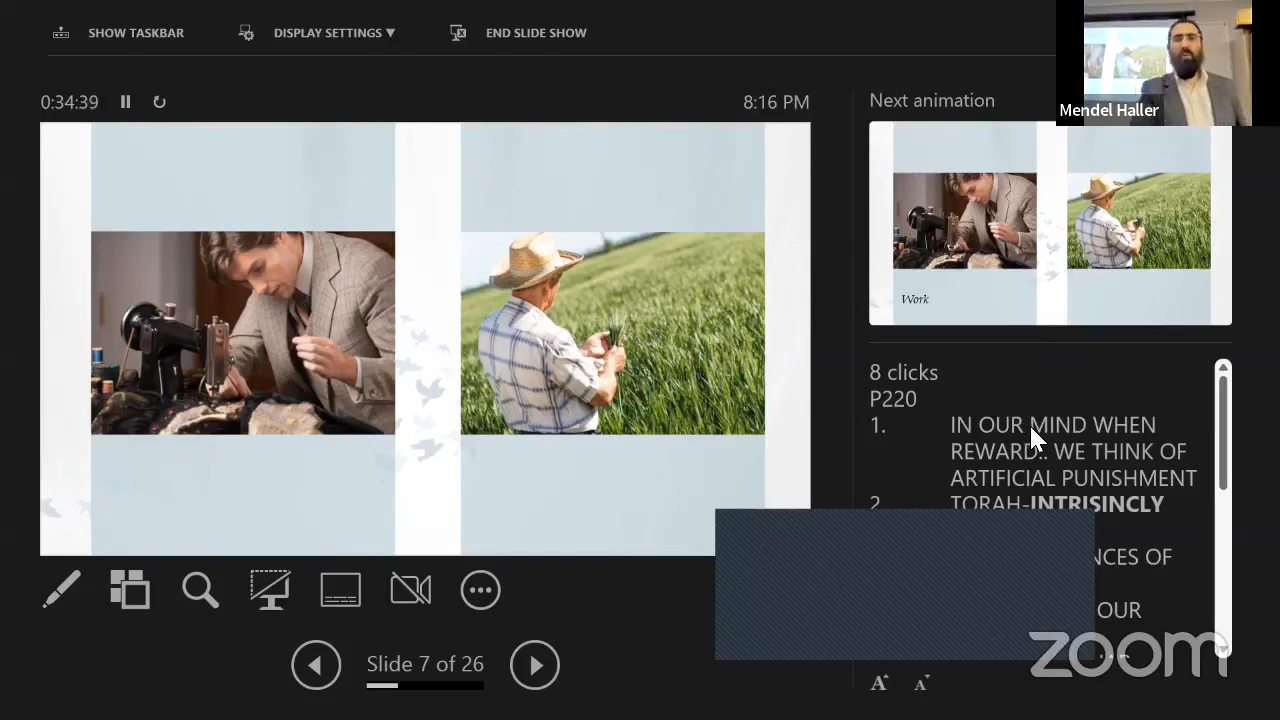 SHOW TASKBAR
DISPLAY SETTINGS ▼
END SLIDE SHOW
0:34:39
8:16 PM
Next animation
Mendel Haller
Work
8 clicks
P220
1. IN OUR MIND WHEN
REWARD.. WE THINK OF
ARTIFICIAL PUNISHMENT
2 TORAH-INTRISINCLY
NCES OF
OUR
Slide 7 of 26
zoom
A A